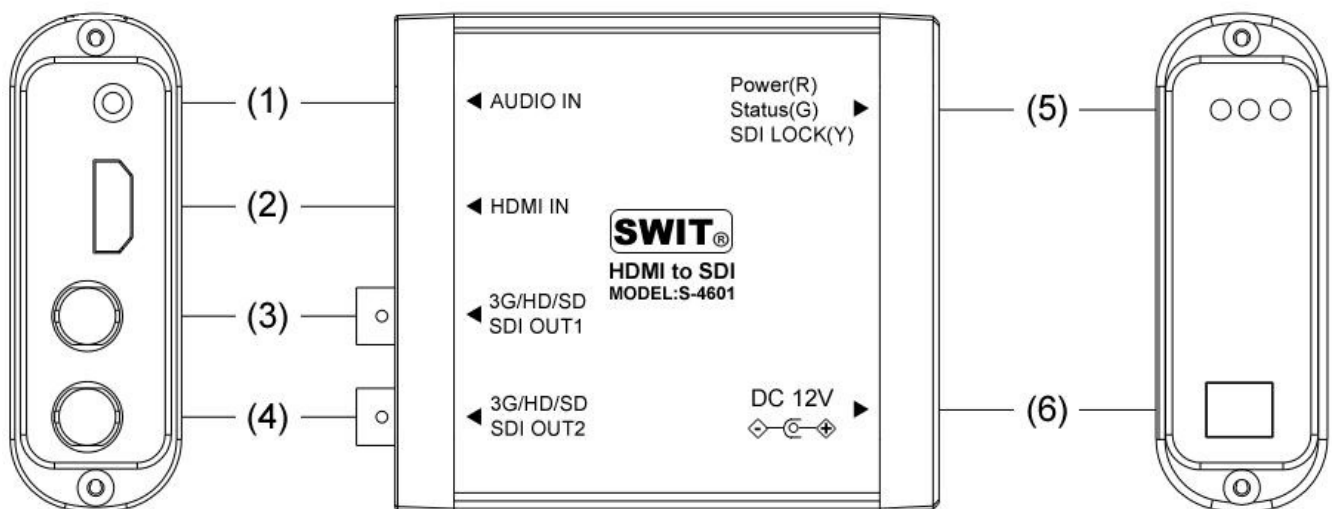 (1)
AUDIO IN
Power(R)
Status(G)
SDI LOCK(Y)
(5)
(2)
HDMI IN
SWIT®
HDMI to SDI
MODEL:S-4601
(3)
3G/HD/SD
SDI OUT1
(4)
3G/HD/SD
SDI OUT2
DC 12V
(6)